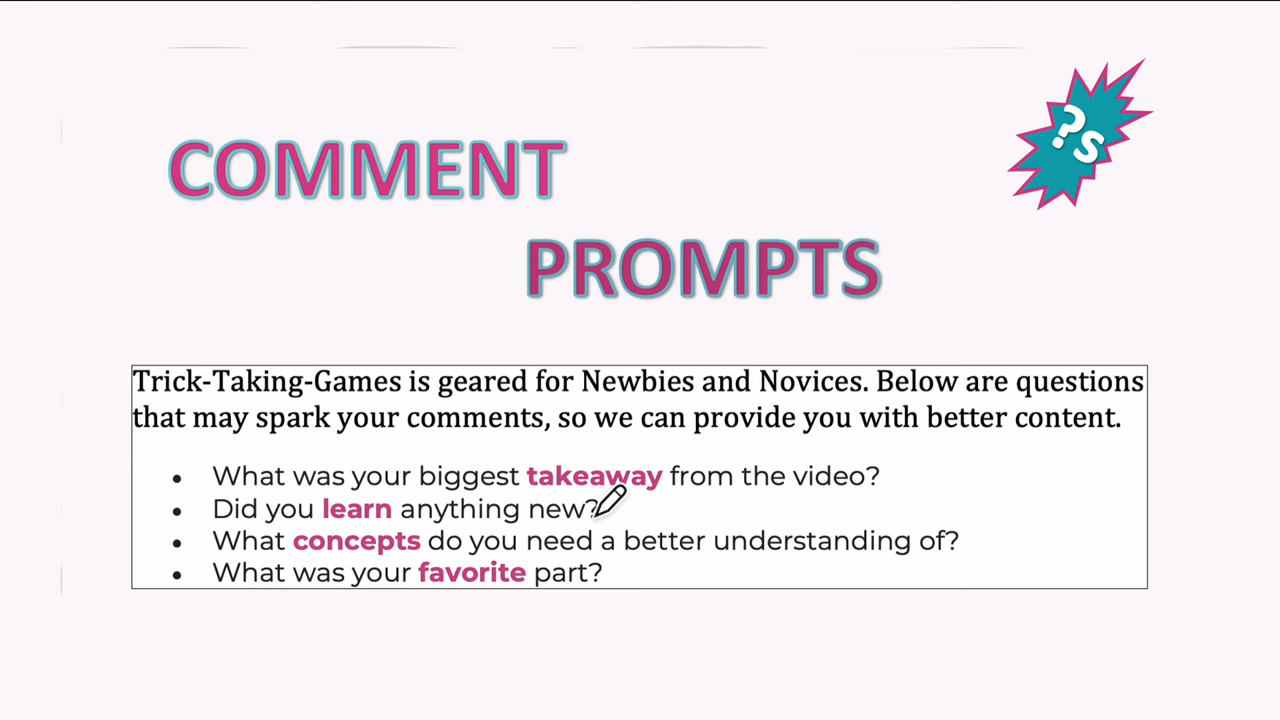 ?s
COMMENT
PROMPTS
Trick-Taking-Games is geared for Newbies and Novices. Below are questions
that may spark your comments, so we can provide you with better content.
• What was your biggest takeaway from the video?
• Did you learn anything new?
• What concepts do you need a better understanding of?
• What was your favorite part?